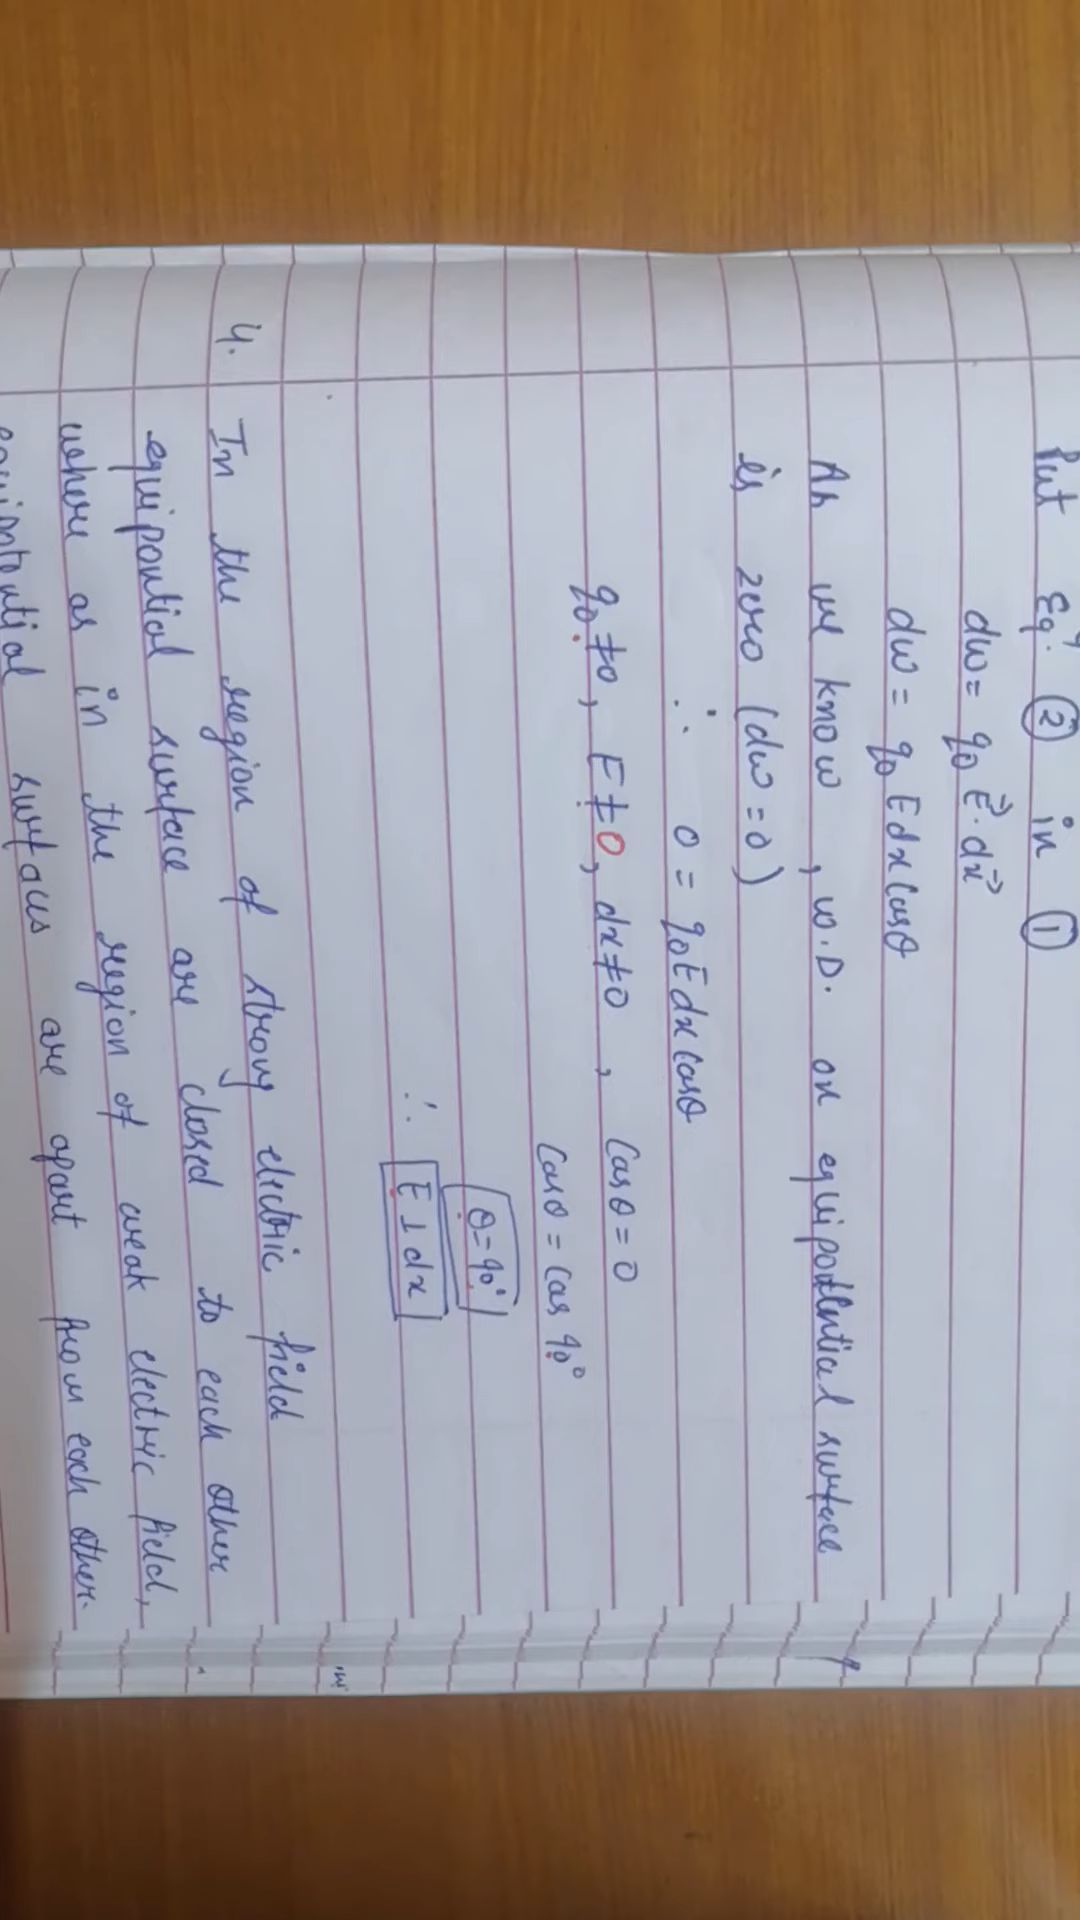 Put Eqⁿ. ② in ①
dw = q₀ E⃗·dx⃗
dw = q₀ E dx Cosθ
As we know, w.D. on equipotential surface
is zero (dw = 0)
∴ 0 = q₀ E dx Cosθ
q₀ ≠ 0, E ≠ 0, dx ≠ 0, Cosθ = 0
Cosθ = Cos 90°
θ = 90°
∴ E ⊥ dx
4. In the region of strong electric field
equipontial surface are closed to each other
where as in the region of weak electric field,
equipotential surfaces are apart from each other.